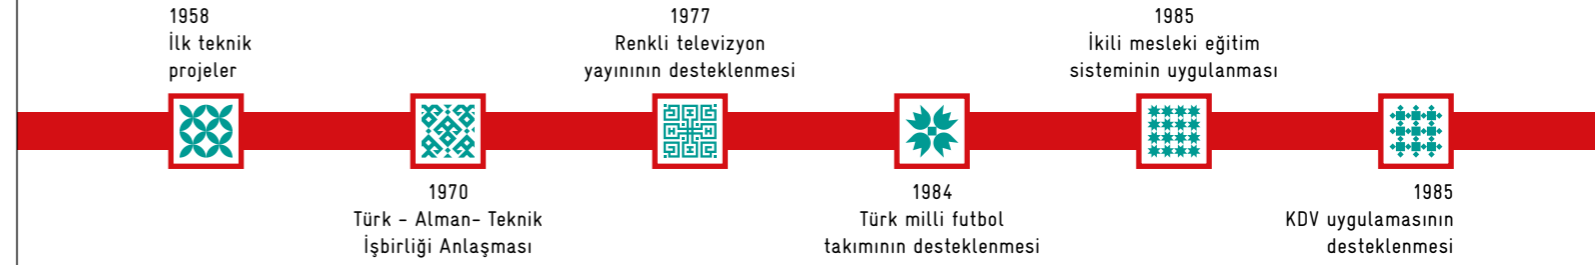 1958
İlk teknik
projeler
1970
Türk - Alman- Teknik
İşbirliği Anlaşması
1977
Renkli televizyon
yayınının desteklenmesi
1984
Türk milli futbol
takımının desteklenmesi
1985
İkili mesleki eğitim
sisteminin uygulanması
1985
KDV uygulamasının
desteklenmesi